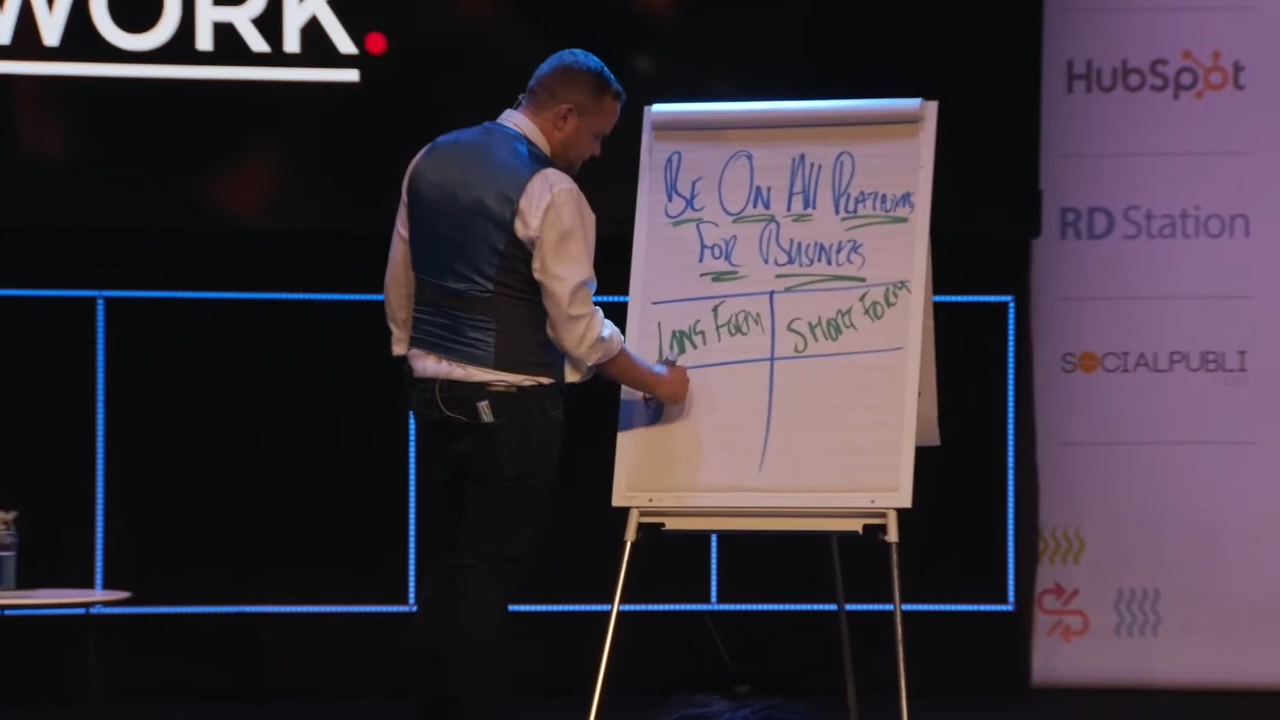 WORK.
BE ON All PLATFORMS
FOR BUSINESS
LONG FORM
SHORT FORM
HubSpot
RD Station
SOCIALPUBLI